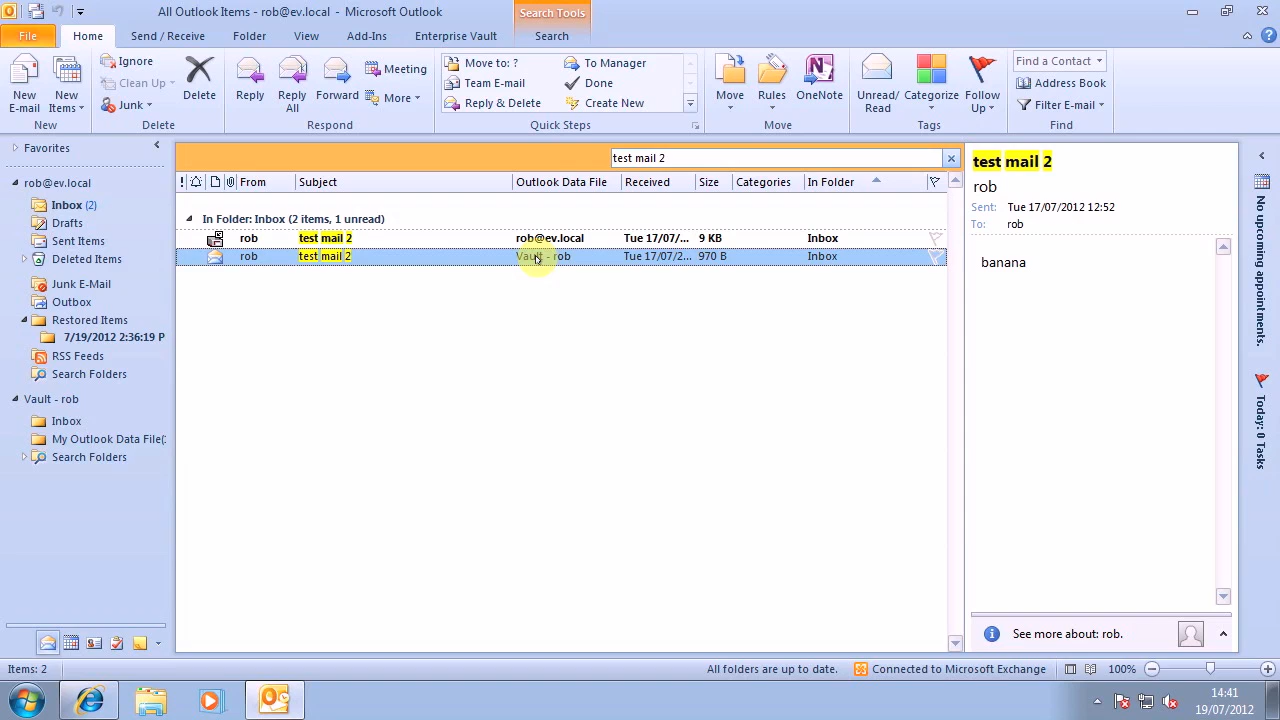 All Outlook Items - rob@ev.local - Microsoft Outlook
Search Tools
File
Home
Send / Receive
Folder
View
Add-Ins
Enterprise Vault
Search
New E-mail
New Items
New
Ignore
Clean Up
Junk
Delete
Delete
Reply
Reply All
Forward
Meeting
More
Respond
Move to: ?
Team E-mail
Reply & Delete
To Manager
Done
Create New
Quick Steps
Move
Rules
OneNote
Move
Unread/ Read
Categorize
Follow Up
Tags
Find a Contact
Address Book
Filter E-mail
Find
Favorites
rob@ev.local
Inbox (2)
Drafts
Sent Items
Deleted Items
Junk E-Mail
Outbox
Restored Items
7/19/2012 2:36:19 P
RSS Feeds
Search Folders
Vault - rob
Inbox
My Outlook Data File(
Search Folders
test mail 2
From Subject Outlook Data File Received Size Categories In Folder
In Folder: Inbox (2 items, 1 unread)
rob test mail 2 rob@ev.local Tue 17/07/... 9 KB Inbox
rob test mail 2 Vault - rob Tue 17/07/2... 970 B Inbox
test mail 2
rob
Sent: Tue 17/07/2012 12:52
To: rob
banana
See more about: rob.
No upcoming appointments.
Today: 0 Tasks
Items: 2
All folders are up to date.
Connected to Microsoft Exchange
100%
14:41
19/07/2012